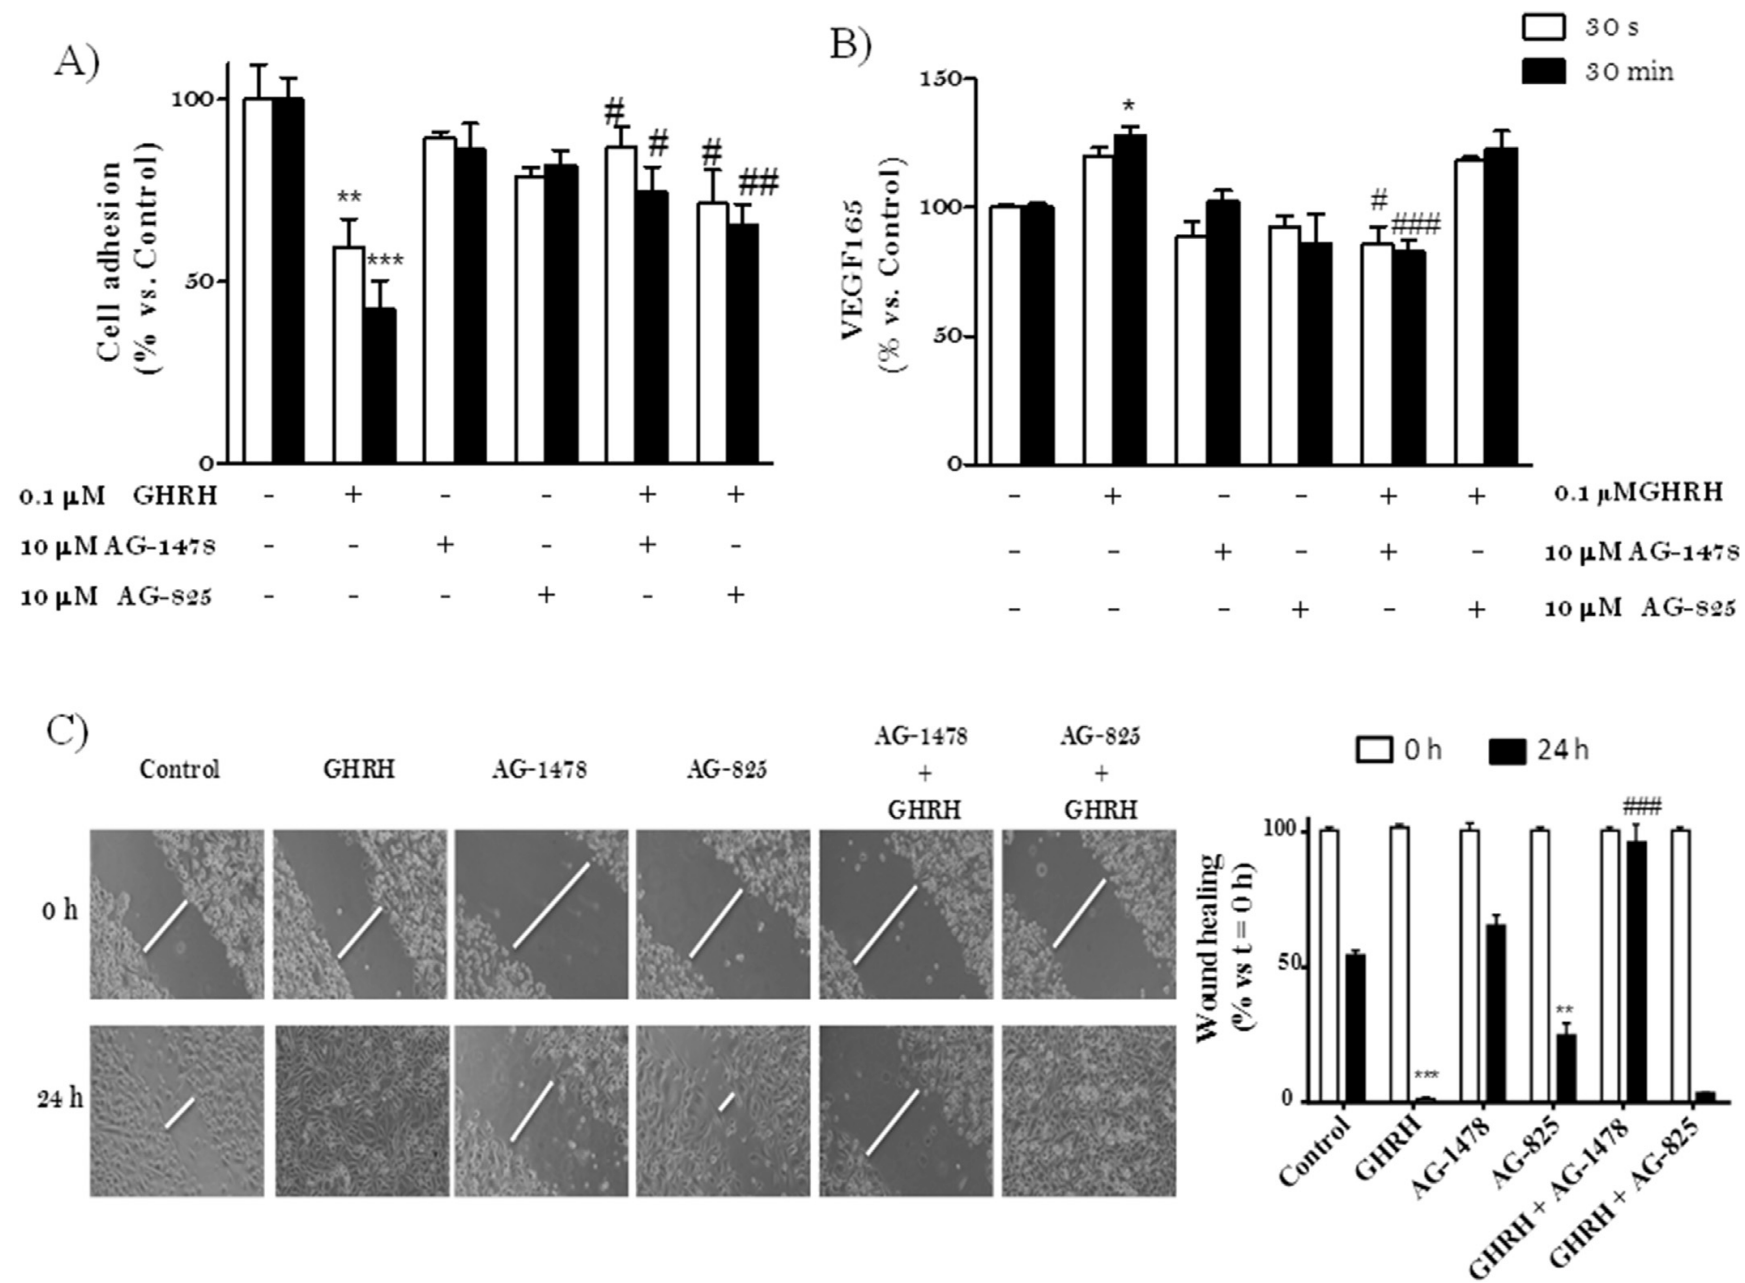 A)
100
50
0
Cell adhesion
(% vs. Control)
**
***
#
#
#
##
0.1 µM GHRH - + - - + +
10 µM AG-1478 - - + - + -
10 µM AG-825 - - - + - +
B)
30 s
30 min
150
100
50
0
VEGF165
(% vs. Control)
*
#
###
- + - - + + 0.1 µMGHRH
- - + - + - 10 µM AG-1478
- - - + - + 10 µM AG-825
C)
Control
GHRH
AG-1478
AG-825
AG-1478
+
GHRH
AG-825
+
GHRH
0 h
24 h
0 h
24 h
100
50
0
Wound healing
(% vs t = 0 h)
***
**
###
Control
GHRH
AG-1478
AG-825
GHRH + AG-1478
GHRH + AG-825